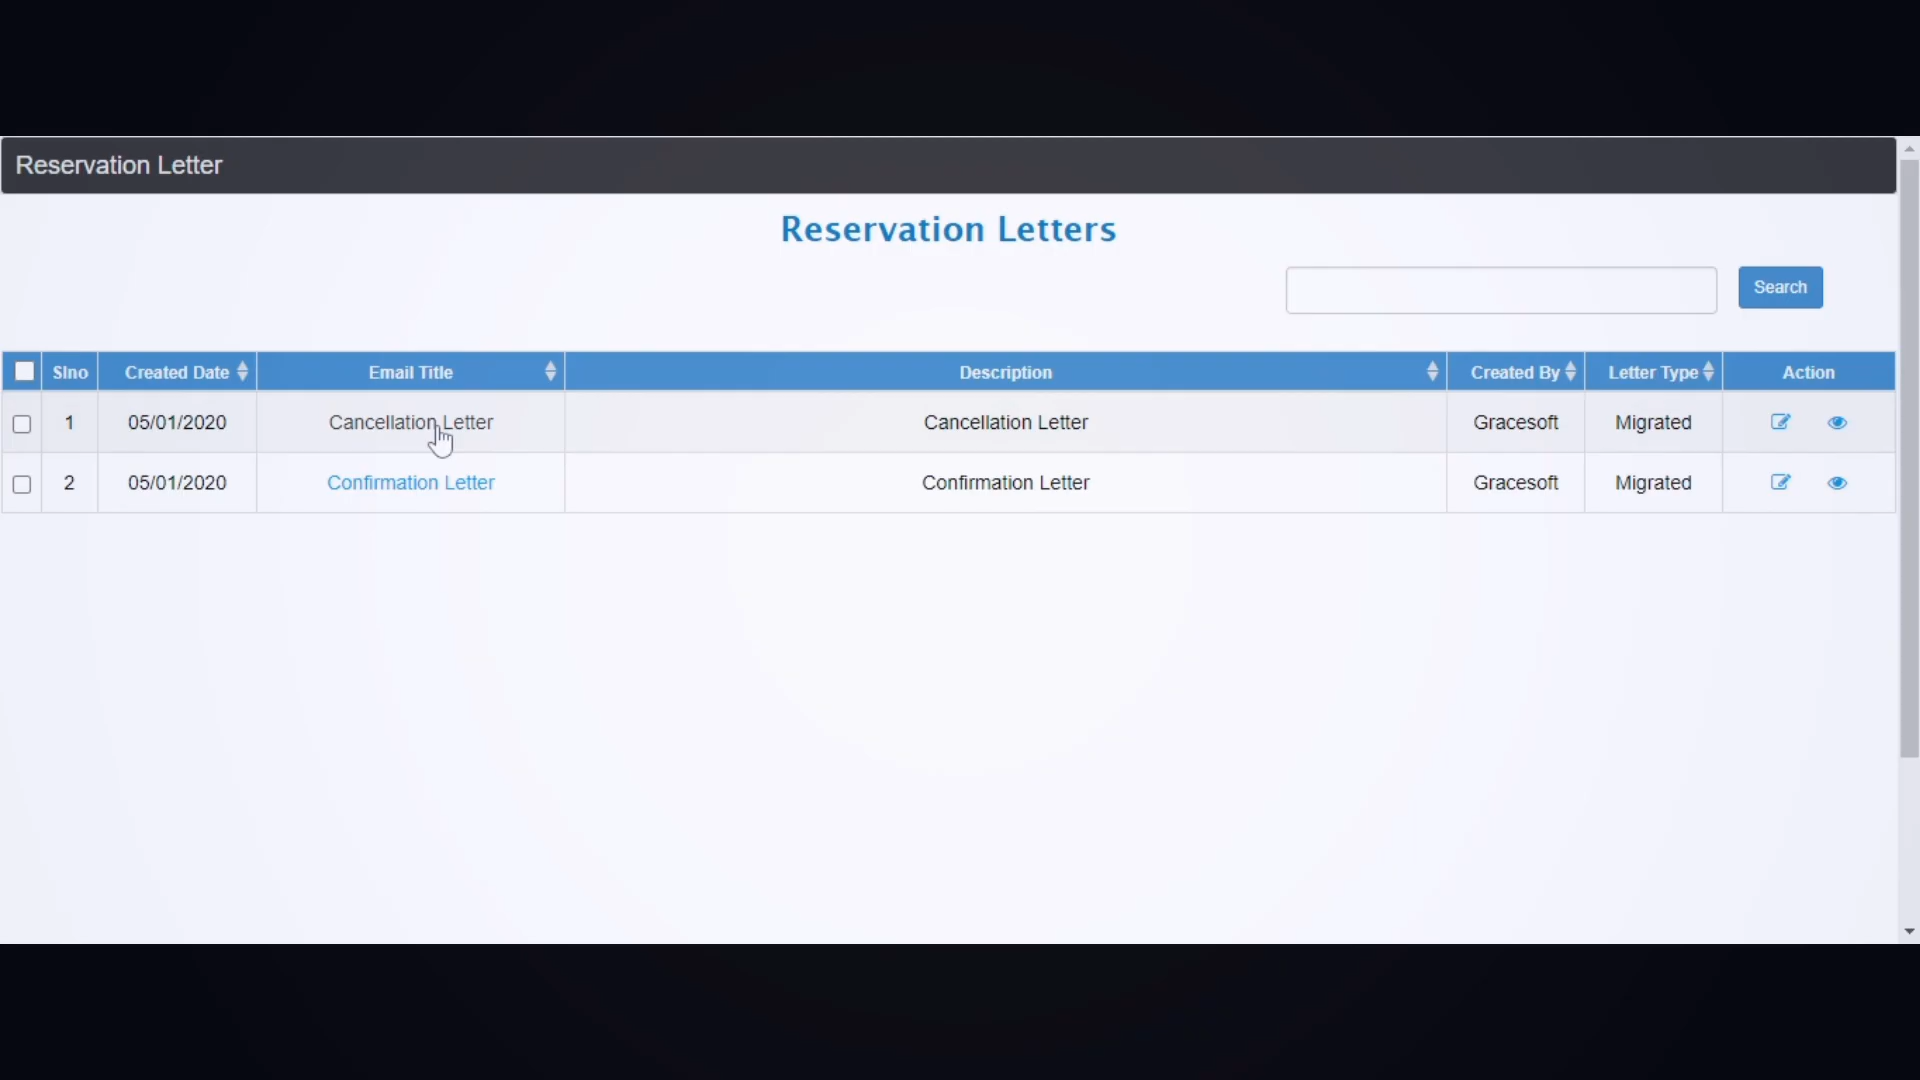 Reservation Letter
Reservation Letters
Search
Slno Created Date Email Title Description Created By Letter Type Action
1 05/01/2020 Cancellation Letter Cancellation Letter Gracesoft Migrated
2 05/01/2020 Confirmation Letter Confirmation Letter Gracesoft Migrated